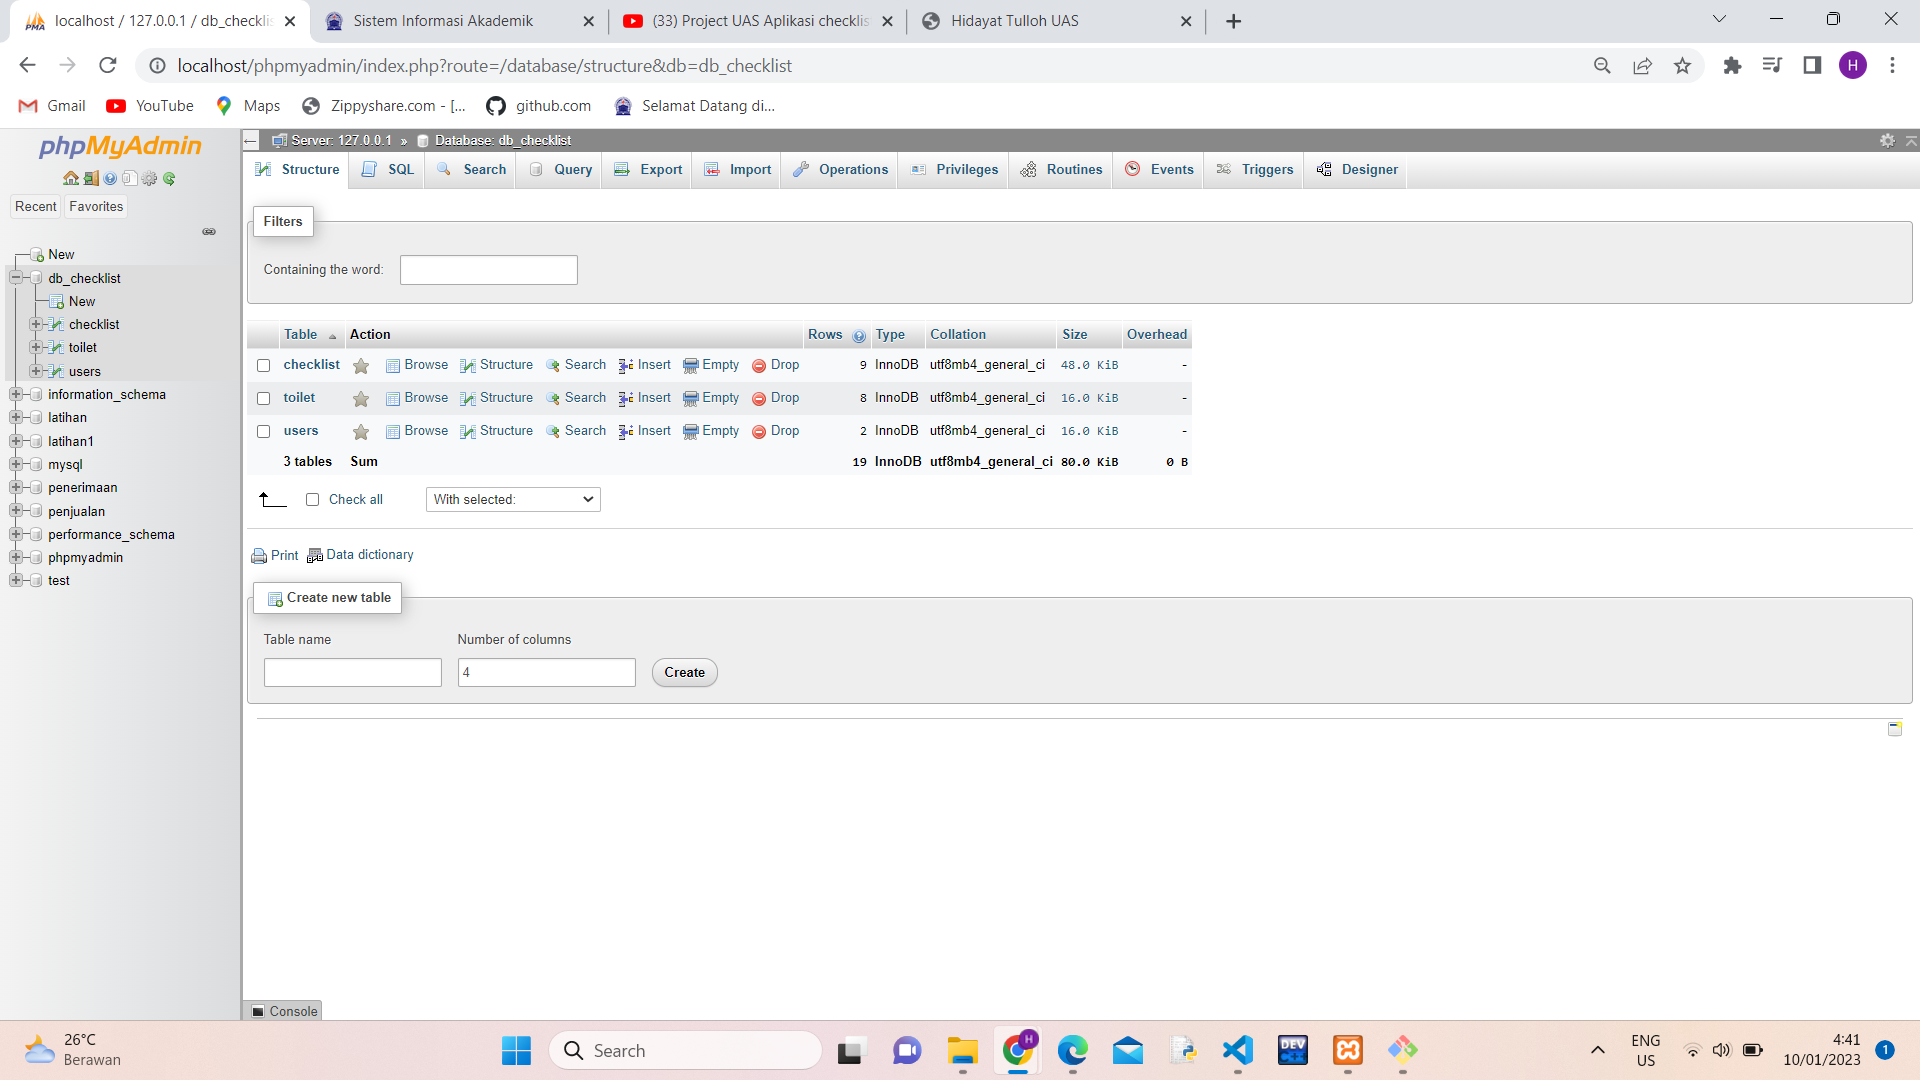 localhost / 127.0.0.1 / db_checklis
Sistem Informasi Akademik
(33) Project UAS Aplikasi checklis
Hidayat Tulloh UAS
localhost/phpmyadmin/index.php?route=/database/structure&db=db_checklist
H
Gmail
YouTube
Maps
Zippyshare.com - [...
github.com
Selamat Datang di...
phpMyAdmin
Recent
Favorites
New
db_checklist
New
checklist
toilet
users
information_schema
latihan
latihan1
mysql
penerimaan
penjualan
performance_schema
phpmyadmin
test
Server: 127.0.0.1 » Database: db_checklist
Structure SQL Search Query Export Import Operations Privileges Routines Events Triggers Designer
Filters
Containing the word:
Table Action Rows Type Collation Size Overhead
checklist Browse Structure Search Insert Empty Drop 9 InnoDB utf8mb4_general_ci 48.0 KiB -
toilet Browse Structure Search Insert Empty Drop 8 InnoDB utf8mb4_general_ci 16.0 KiB -
users Browse Structure Search Insert Empty Drop 2 InnoDB utf8mb4_general_ci 16.0 KiB -
3 tables Sum 19 InnoDB utf8mb4_general_ci 80.0 KiB 0 B
Check all With selected:
Print Data dictionary
Create new table
Table name Number of columns
4 Create
Console
26°C
Berawan
Search
H
DEV
ENG
US
4:41
10/01/2023
1